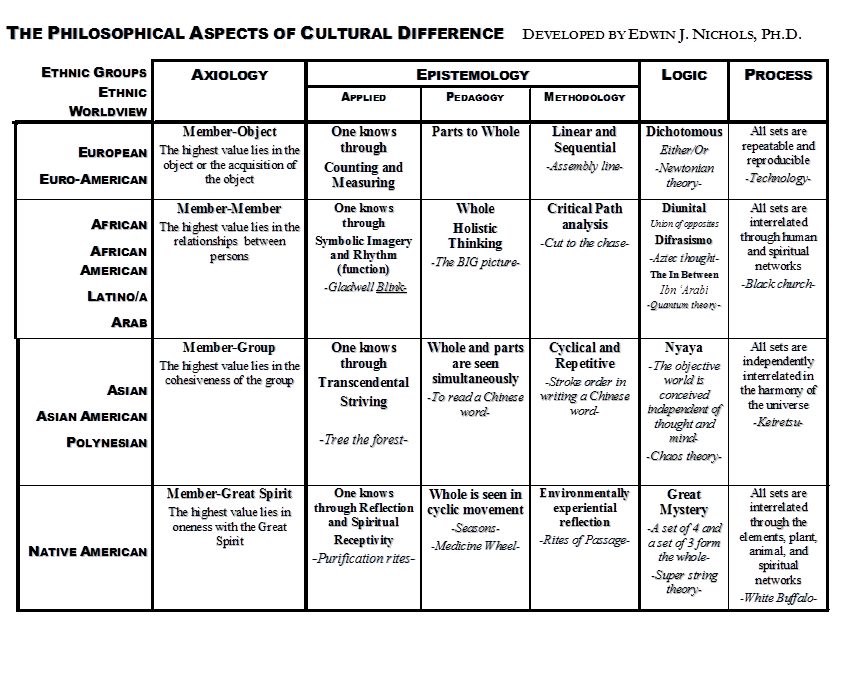 THE PHILOSOPHICAL ASPECTS OF CULTURAL DIFFERENCE DEVELOPED BY EDWIN J. NICHOLS, PH.D.
ETHNIC GROUPS
ETHNIC
WORLDVIEW
AXIOLOGY
EPISTEMOLOGY
APPLIED
PEDAGOGY
METHODOLOGY
LOGIC
PROCESS
EUROPEAN
EURO-AMERICAN
Member-Object
The highest value lies in the
object or the acquisition of
the object
One knows
through
Counting and
Measuring
Parts to Whole
Linear and
Sequential
-Assembly line-
Dichotomous
Either/Or
-Newtonian
theory-
All sets are
repeatable and
reproducible
-Technology-
AFRICAN
AFRICAN
AMERICAN
LATINO/A
ARAB
Member-Member
The highest value lies in the
relationships between
persons
One knows
through
Symbolic Imagery
and Rhythm
(function)
-Gladwell Blink-
Whole
Holistic
Thinking
-The BIG picture-
Critical Path
analysis
-Cut to the chase-
Diunital
Union of opposites
Difrasismo
-Aztec thought-
The In Between
Ibn ‘Arabi
-Quantum theory-
All sets are
interrelated
through human
and spiritual
networks
-Black church-
ASIAN
ASIAN AMERICAN
POLYNESIAN
Member-Group
The highest value lies in the
cohesiveness of the group
One knows
through
Transcendental
Striving
-Tree the forest-
Whole and parts
are seen
simultaneously
-To read a Chinese
word-
Cyclical and
Repetitive
-Stroke order in
writing a Chinese
word-
Nyaya
-The objective
world is
conceived
independent of
thought and
mind-
-Chaos theory-
All sets are
independently
interrelated in
the harmony of
the universe
-Keiretsu-
NATIVE AMERICAN
Member-Great Spirit
The highest value lies in
oneness with the Great
Spirit
One knows
through Reflection
and Spiritual
Receptivity
-Purification rites-
Whole is seen in
cyclic movement
-Seasons-
-Medicine Wheel-
Environmentally
experiential
reflection
-Rites of Passage-
Great
Mystery
-A set of 4 and
a set of 3 form
the whole-
-Super string
theory-
All sets are
interrelated
through the
elements, plant,
animal, and
spiritual
networks
-White Buffalo-